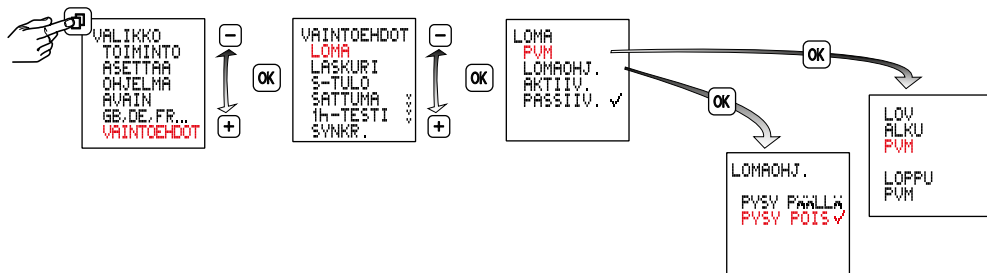 VALIKKO
TOIMINTO
ASETTAA
OHJELMA
AVAIN
GB,DE,FR...
VAINTOEHDOT
−
OK
+
VAINTOEHDOT
LOMA
LASKURI
S-TULO
SATTUMA
1h-TESTI
SYNKR.
−
OK
+
LOMA
PVM
LOMAOHJ.
AKTIIV.
PASSIIV. ✓
OK
OK
LOMAOHJ.
PYSY PÄÄLLÄ
PYSY POIS ✓
LOV
ALKU
PVM
LOPPU
PVM